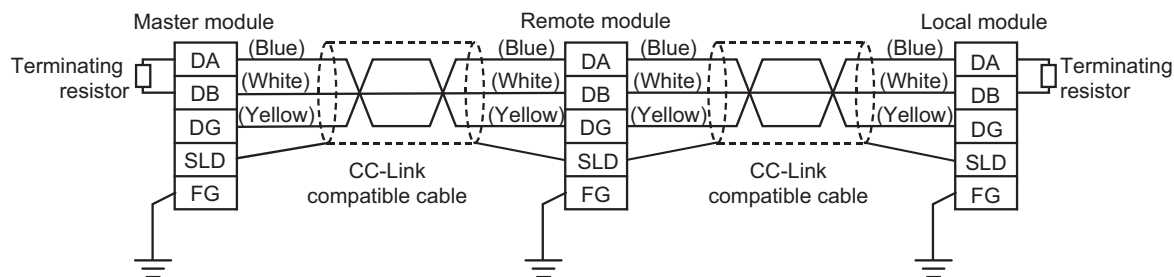 Master module
Remote module
Local module
Terminating
resistor
DA
DB
DG
SLD
FG
(Blue)
(White)
(Yellow)
CC-Link
compatible cable
(Blue)
(White)
(Yellow)
DA
DB
DG
SLD
FG
(Blue)
(White)
(Yellow)
CC-Link
compatible cable
(Blue)
(White)
(Yellow)
DA
DB
DG
SLD
FG
Terminating
resistor